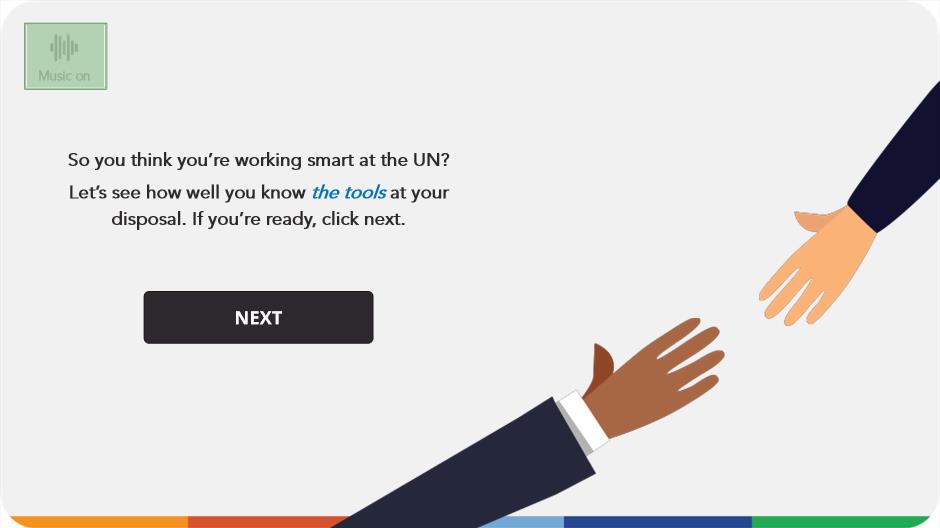 Music on
So you think you’re working smart at the UN?
Let’s see how well you know the tools at your
disposal. If you’re ready, click next.
NEXT